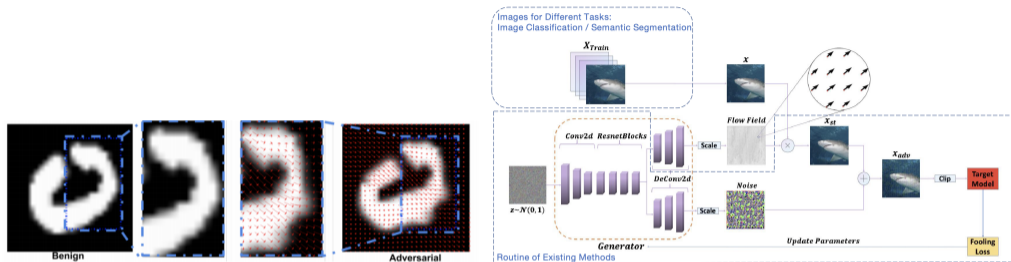 Benign
Adversarial
Images for Different Tasks:
Image Classification / Semantic Segmentation
X_Train
x
Flow Field
x_st
Conv2d ResnetBlocks
Scale
DeConv2d
z~N(0,1)
Noise
Scale
X_adv
Clip
Target
Model
Generator
Update Parameters
Fooling
Loss
Routine of Existing Methods